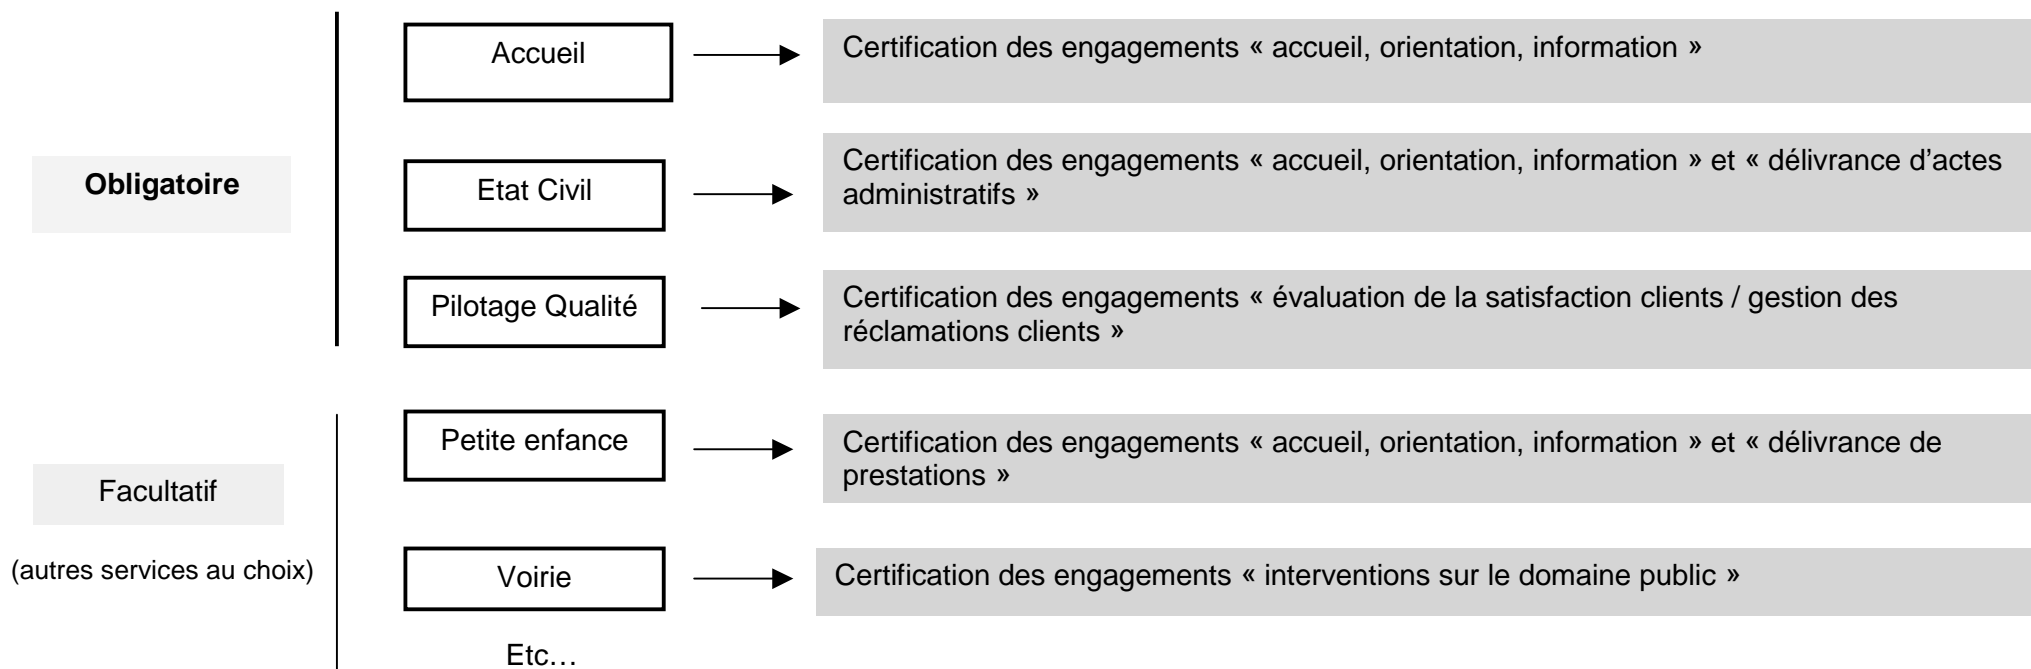 Accueil
Certification des engagements « accueil, orientation, information »
Obligatoire
Etat Civil
Certification des engagements « accueil, orientation, information » et « délivrance d’actes
administratifs »
Pilotage Qualité
Certification des engagements « évaluation de la satisfaction clients / gestion des
réclamations clients »
Facultatif
(autres services au choix)
Petite enfance
Certification des engagements « accueil, orientation, information » et « délivrance de
prestations »
Voirie
Certification des engagements « interventions sur le domaine public »
Etc…